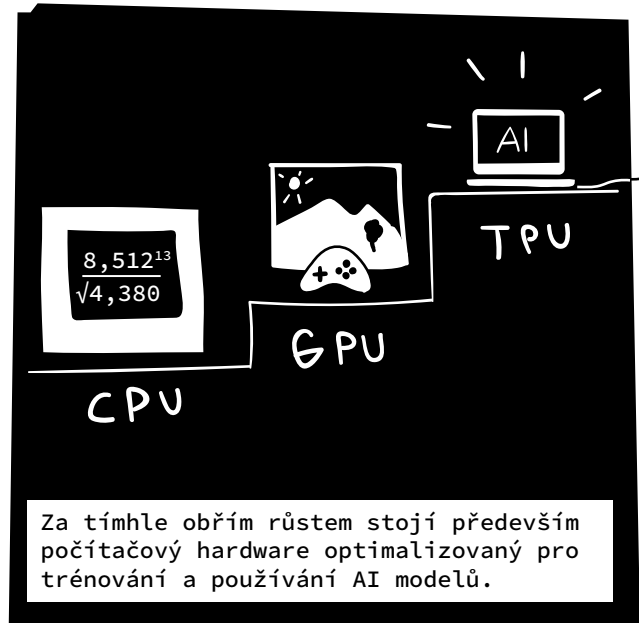 AI
TPU
8,512¹³
√4,380
GPU
CPU
Za tímhle obřím růstem stojí především
počítačový hardware optimalizovaný pro
trénování a používání AI modelů.